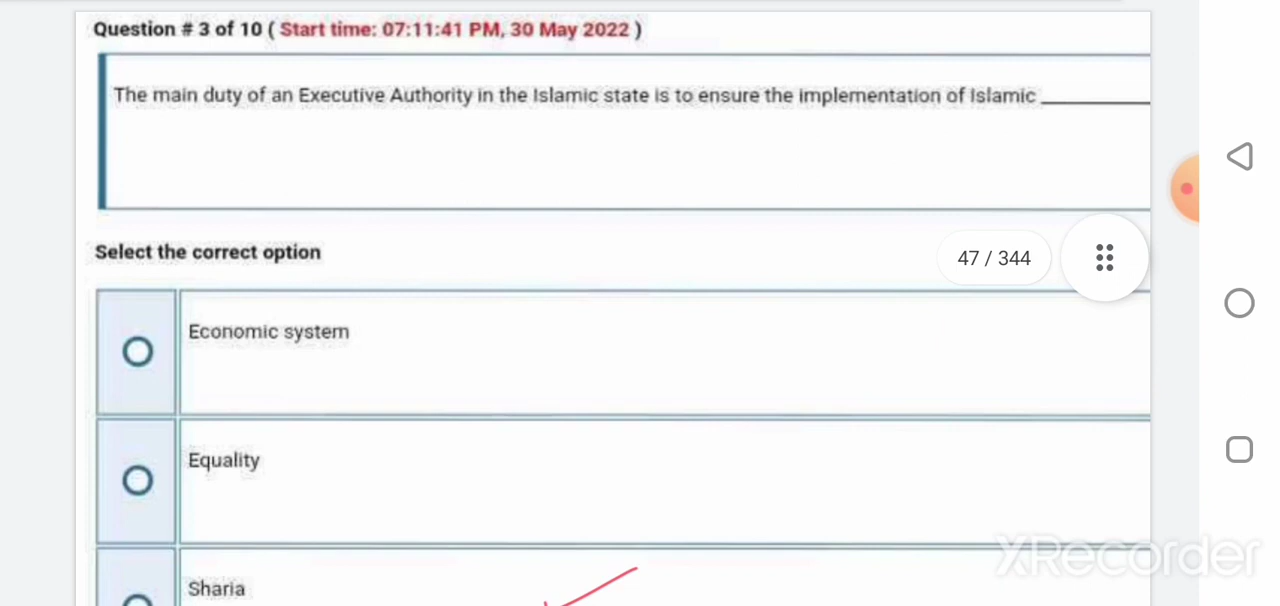 Question # 3 of 10 ( Start time: 07:11:41 PM, 30 May 2022 )
The main duty of an Executive Authority in the Islamic state is to ensure the implementation of Islamic
Select the correct option
47 / 344
Economic system
Equality
XRecorder
Sharia